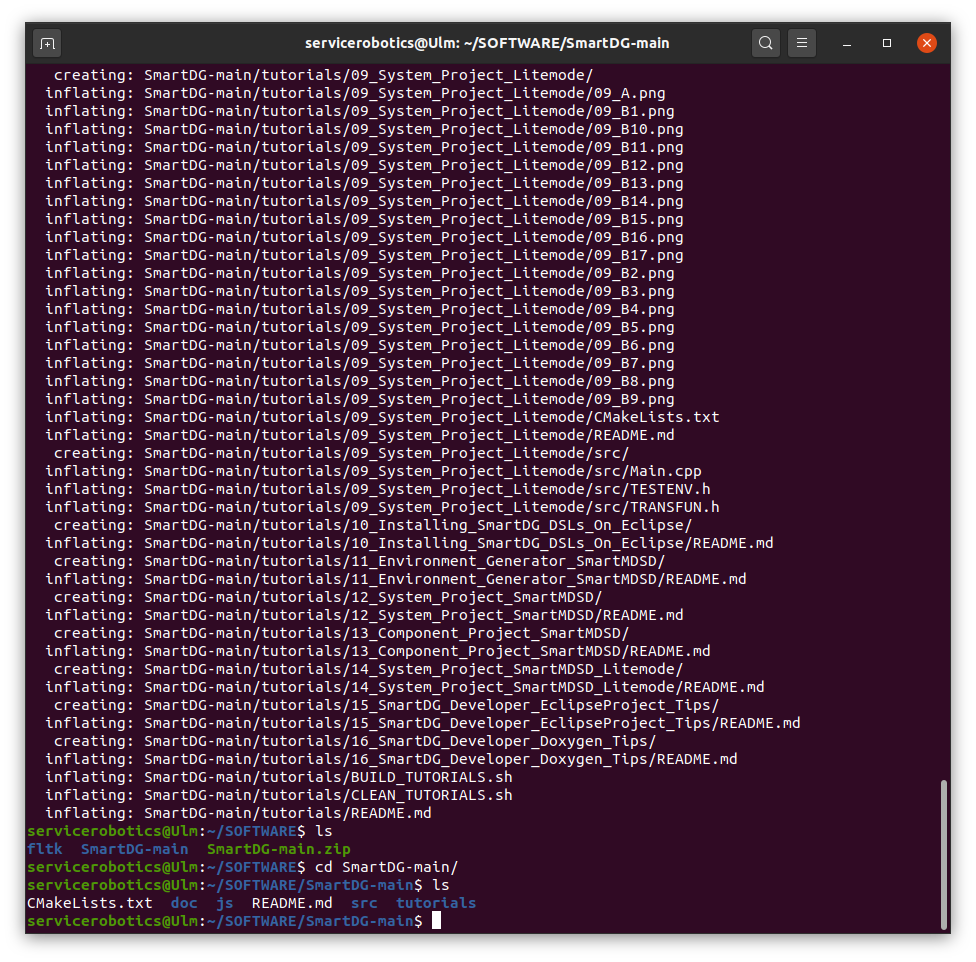 servicerobotics@Ulm: ~/SOFTWARE/SmartDG-main
creating: SmartDG-main/tutorials/09_System_Project_Litemode/
inflating: SmartDG-main/tutorials/09_System_Project_Litemode/09_A.png
inflating: SmartDG-main/tutorials/09_System_Project_Litemode/09_B1.png
inflating: SmartDG-main/tutorials/09_System_Project_Litemode/09_B10.png
inflating: SmartDG-main/tutorials/09_System_Project_Litemode/09_B11.png
inflating: SmartDG-main/tutorials/09_System_Project_Litemode/09_B12.png
inflating: SmartDG-main/tutorials/09_System_Project_Litemode/09_B13.png
inflating: SmartDG-main/tutorials/09_System_Project_Litemode/09_B14.png
inflating: SmartDG-main/tutorials/09_System_Project_Litemode/09_B15.png
inflating: SmartDG-main/tutorials/09_System_Project_Litemode/09_B16.png
inflating: SmartDG-main/tutorials/09_System_Project_Litemode/09_B17.png
inflating: SmartDG-main/tutorials/09_System_Project_Litemode/09_B2.png
inflating: SmartDG-main/tutorials/09_System_Project_Litemode/09_B3.png
inflating: SmartDG-main/tutorials/09_System_Project_Litemode/09_B4.png
inflating: SmartDG-main/tutorials/09_System_Project_Litemode/09_B5.png
inflating: SmartDG-main/tutorials/09_System_Project_Litemode/09_B6.png
inflating: SmartDG-main/tutorials/09_System_Project_Litemode/09_B7.png
inflating: SmartDG-main/tutorials/09_System_Project_Litemode/09_B8.png
inflating: SmartDG-main/tutorials/09_System_Project_Litemode/09_B9.png
inflating: SmartDG-main/tutorials/09_System_Project_Litemode/CMakeLists.txt
inflating: SmartDG-main/tutorials/09_System_Project_Litemode/README.md
creating: SmartDG-main/tutorials/09_System_Project_Litemode/src/
inflating: SmartDG-main/tutorials/09_System_Project_Litemode/src/Main.cpp
inflating: SmartDG-main/tutorials/09_System_Project_Litemode/src/TESTENV.h
inflating: SmartDG-main/tutorials/09_System_Project_Litemode/src/TRANSFUN.h
creating: SmartDG-main/tutorials/10_Installing_SmartDG_DSLs_On_Eclipse/
inflating: SmartDG-main/tutorials/10_Installing_SmartDG_DSLs_On_Eclipse/README.md
creating: SmartDG-main/tutorials/11_Environment_Generator_SmartMDSD/
inflating: SmartDG-main/tutorials/11_Environment_Generator_SmartMDSD/README.md
creating: SmartDG-main/tutorials/12_System_Project_SmartMDSD/
inflating: SmartDG-main/tutorials/12_System_Project_SmartMDSD/README.md
creating: SmartDG-main/tutorials/13_Component_Project_SmartMDSD/
inflating: SmartDG-main/tutorials/13_Component_Project_SmartMDSD/README.md
creating: SmartDG-main/tutorials/14_System_Project_SmartMDSD_Litemode/
inflating: SmartDG-main/tutorials/14_System_Project_SmartMDSD_Litemode/README.md
creating: SmartDG-main/tutorials/15_SmartDG_Developer_EclipseProject_Tips/
inflating: SmartDG-main/tutorials/15_SmartDG_Developer_EclipseProject_Tips/README.md
creating: SmartDG-main/tutorials/16_SmartDG_Developer_Doxygen_Tips/
inflating: SmartDG-main/tutorials/16_SmartDG_Developer_Doxygen_Tips/README.md
inflating: SmartDG-main/tutorials/BUILD_TUTORIALS.sh
inflating: SmartDG-main/tutorials/CLEAN_TUTORIALS.sh
inflating: SmartDG-main/tutorials/README.md
servicerobotics@Ulm:~/SOFTWARE$ ls
fltk  SmartDG-main  SmartDG-main.zip
servicerobotics@Ulm:~/SOFTWARE$ cd SmartDG-main/
servicerobotics@Ulm:~/SOFTWARE/SmartDG-main$ ls
CMakeLists.txt  doc  js  README.md  src  tutorials
servicerobotics@Ulm:~/SOFTWARE/SmartDG-main$